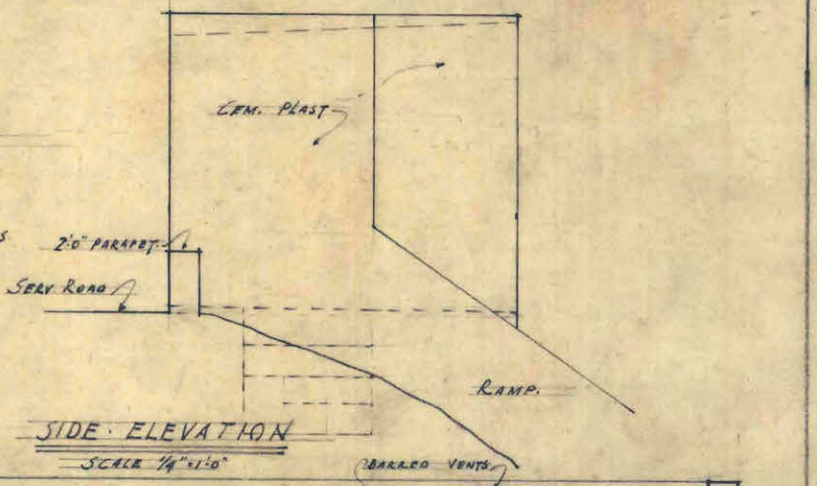 CEM. PLAST
S.
2'0" PARAPET.
SERV ROAD
RAMP.
SIDE · ELEVATION
SCALE 1/4"=1'0"
BARRED VENTS